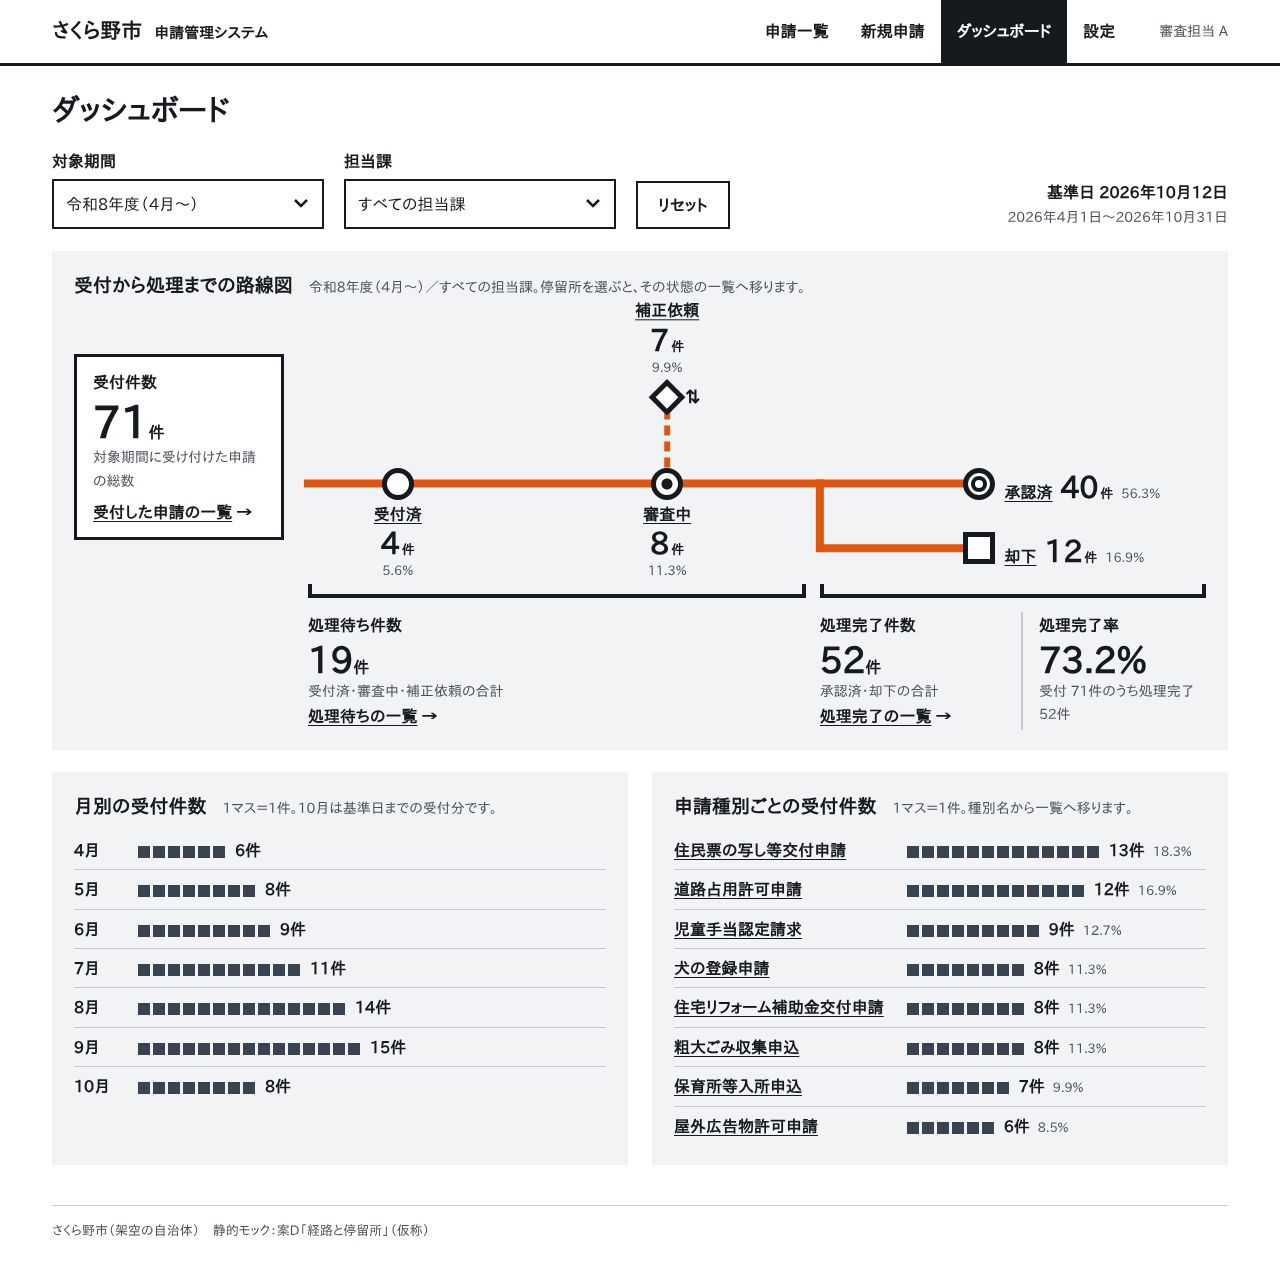 さくら野市 申請管理システム
申請一覧 新規申請 ダッシュボード 設定 審査担当 A
ダッシュボード
対象期間 担当課
令和8年度（4月〜） すべての担当課 リセット
基準日 2026年10月12日
2026年4月1日〜2026年10月31日
受付から処理までの路線図 令和8年度（4月〜）／すべての担当課。停留所を選ぶと、その状態の一覧へ移ります。
補正依頼
7件
9.9%
⇅
受付件数
71件
対象期間に受け付けた申請
の総数
受付した申請の一覧 →
受付済
4件
5.6%
審査中
8件
11.3%
承認済 40件 56.3%
却下 12件 16.9%
処理待ち件数
19件
受付済・審査中・補正依頼の合計
処理待ちの一覧 →
処理完了件数
52件
承認済・却下の合計
処理完了の一覧 →
処理完了率
73.2%
受付 71件のうち処理完了
52件
月別の受付件数 1マス＝1件。10月は基準日までの受付分です。
4月 6件
5月 8件
6月 9件
7月 11件
8月 14件
9月 15件
10月 8件
申請種別ごとの受付件数 1マス＝1件。種別名から一覧へ移ります。
住民票の写し等交付申請 13件 18.3%
道路占用許可申請 12件 16.9%
児童手当認定請求 9件 12.7%
犬の登録申請 8件 11.3%
住宅リフォーム補助金交付申請 8件 11.3%
粗大ごみ収集申込 8件 11.3%
保育所等入所申込 7件 9.9%
屋外広告物許可申請 6件 8.5%
さくら野市（架空の自治体） 静的モック：案D「経路と停留所」（仮称）